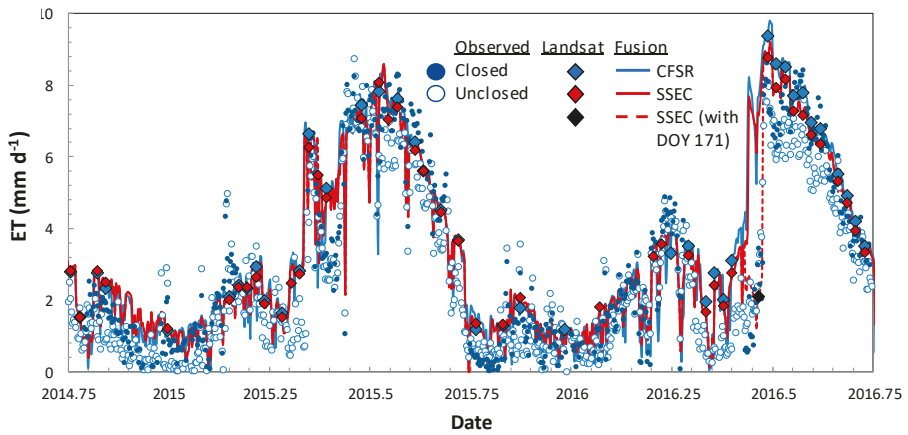 10
8
6
4
2
0
ET (mm d-1)
Observed Landsat Fusion
Closed CFSR
Unclosed SSEC
SSEC (with
DOY 171)
2014.75 2015 2015.25 2015.5 2015.75 2016 2016.25 2016.5 2016.75
Date